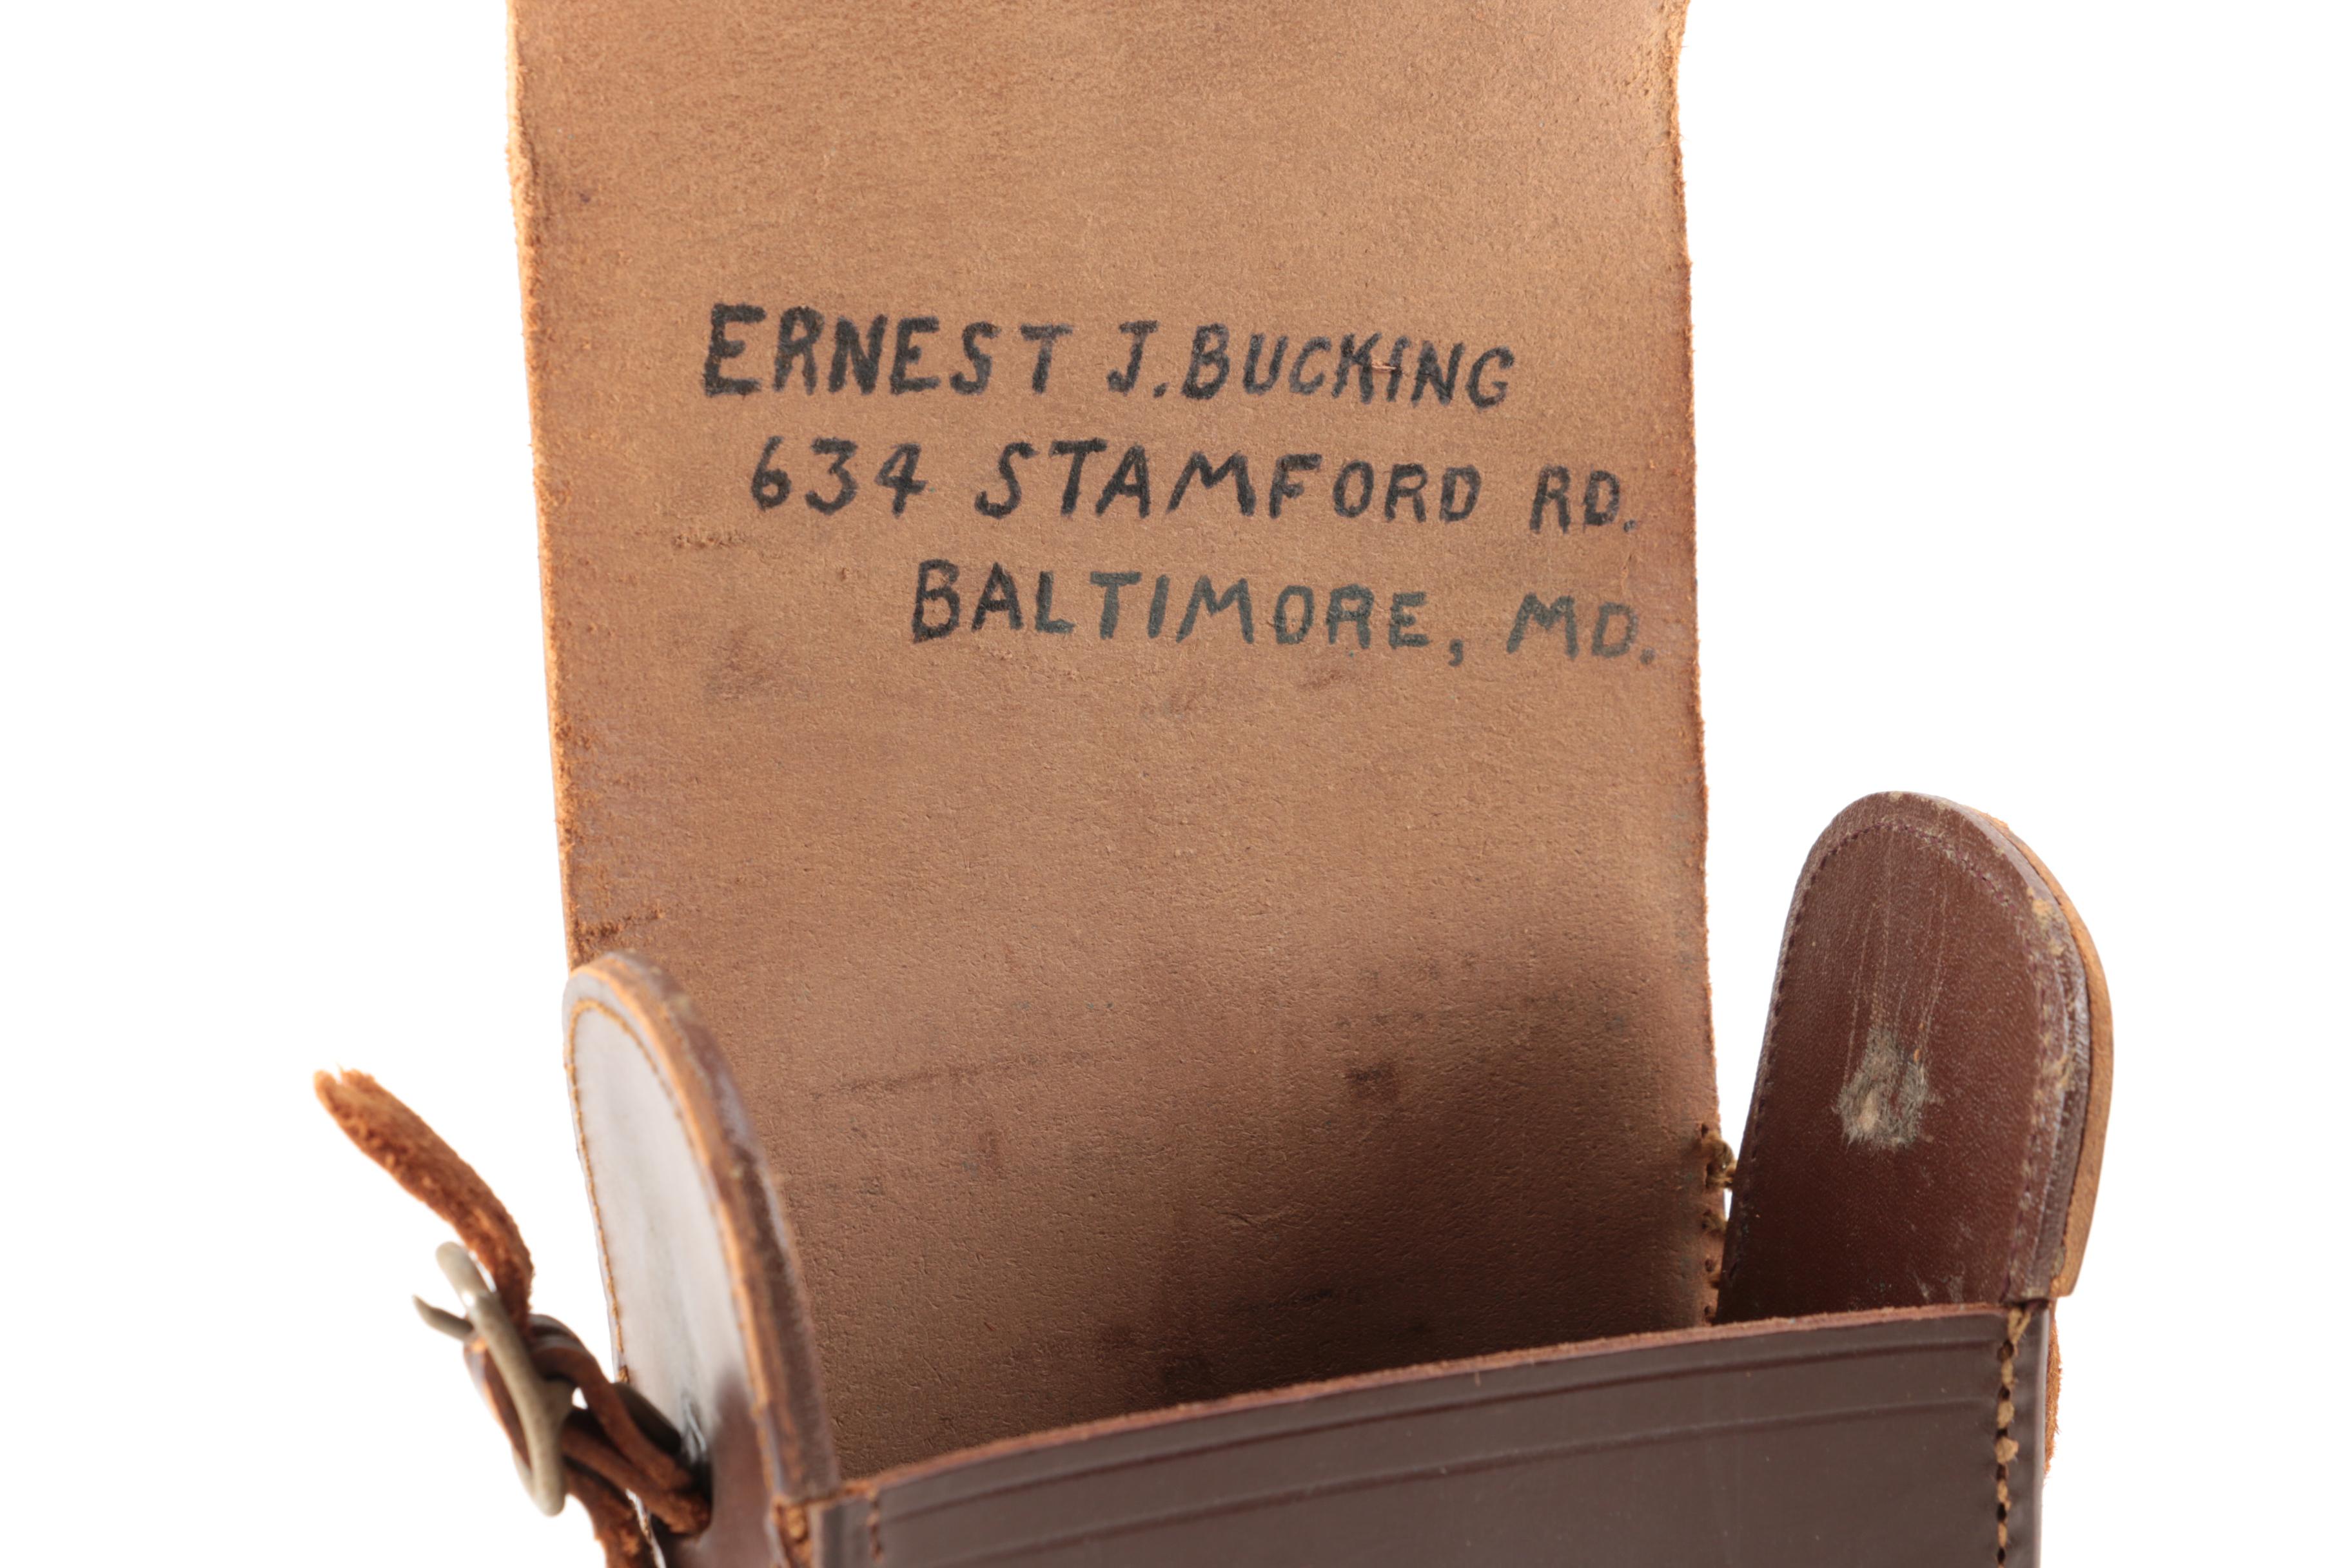 ERNEST J. BUCKING
634 STAMFORD RD.
BALTIMORE, MD.